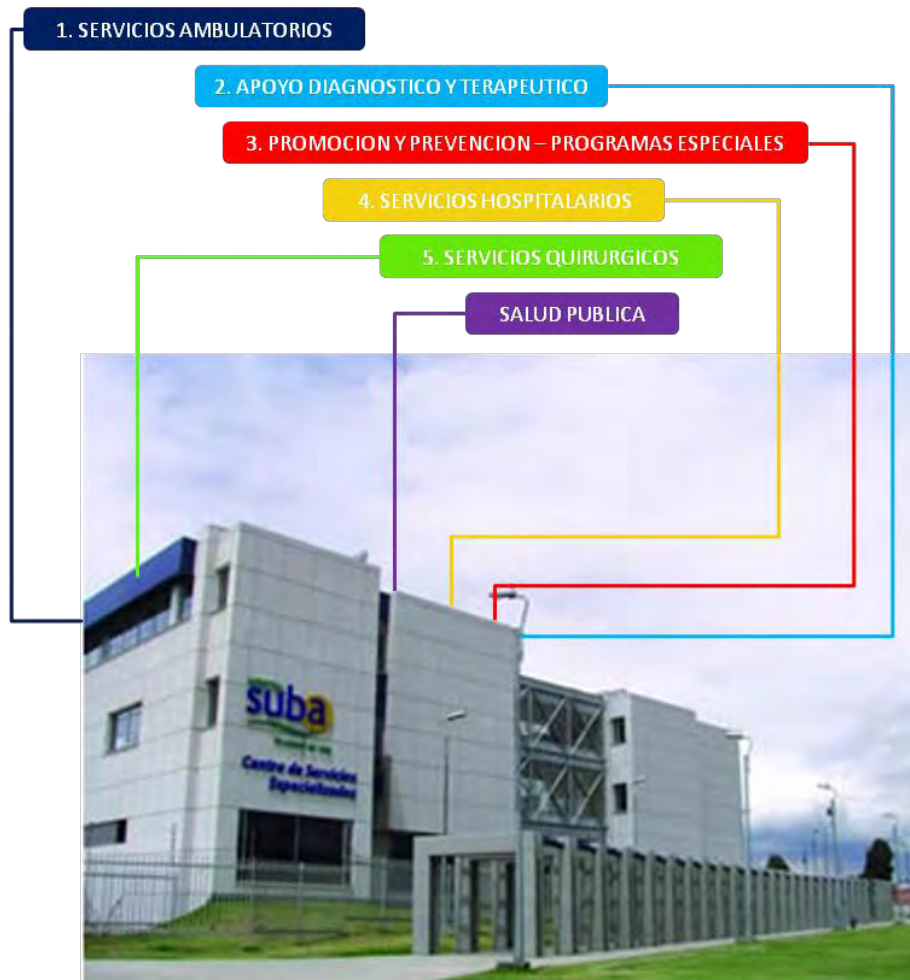 1. SERVICIOS AMBULATORIOS
2. APOYO DIAGNOSTICO Y TERAPEUTICO
3. PROMOCION Y PREVENCION – PROGRAMAS ESPECIALES
4. SERVICIOS HOSPITALARIOS
5. SERVICIOS QUIRURGICOS
SALUD PUBLICA
suba
Centro de Servicios
Especializados